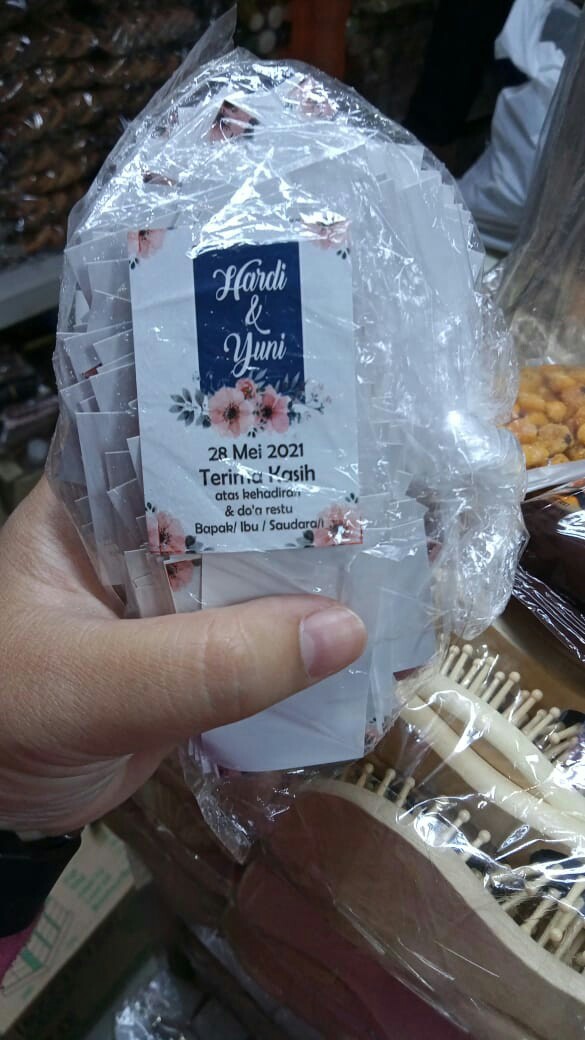 Hardi
&
Yuni
28 Mei 2021
Terima Kasih
atas kehadiran
& do'a restu
Bapak/ Ibu / Saudara/i